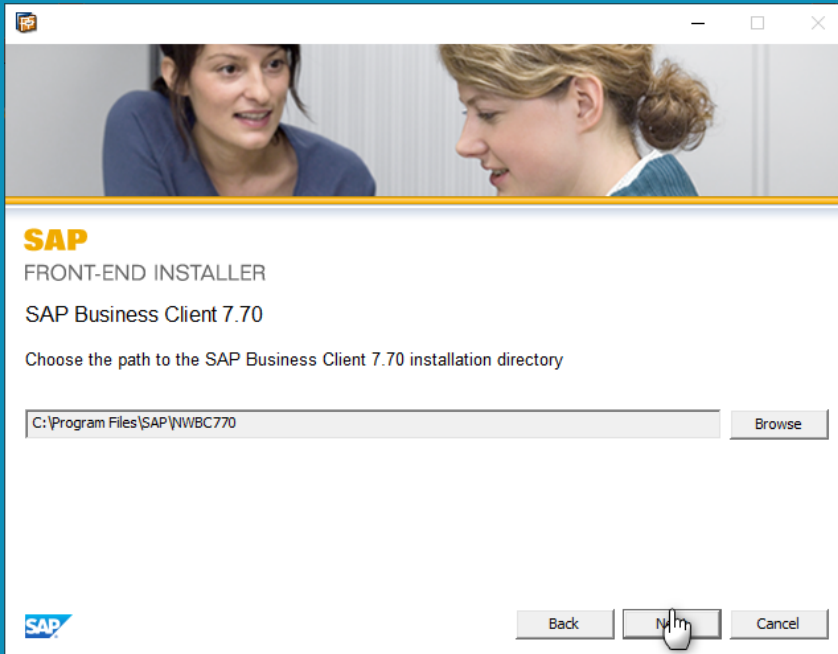 SAP
FRONT-END INSTALLER
SAP Business Client 7.70
Choose the path to the SAP Business Client 7.70 installation directory
C:\Program Files\SAP\NWBC770
Browse
SAP
Back
Cancel